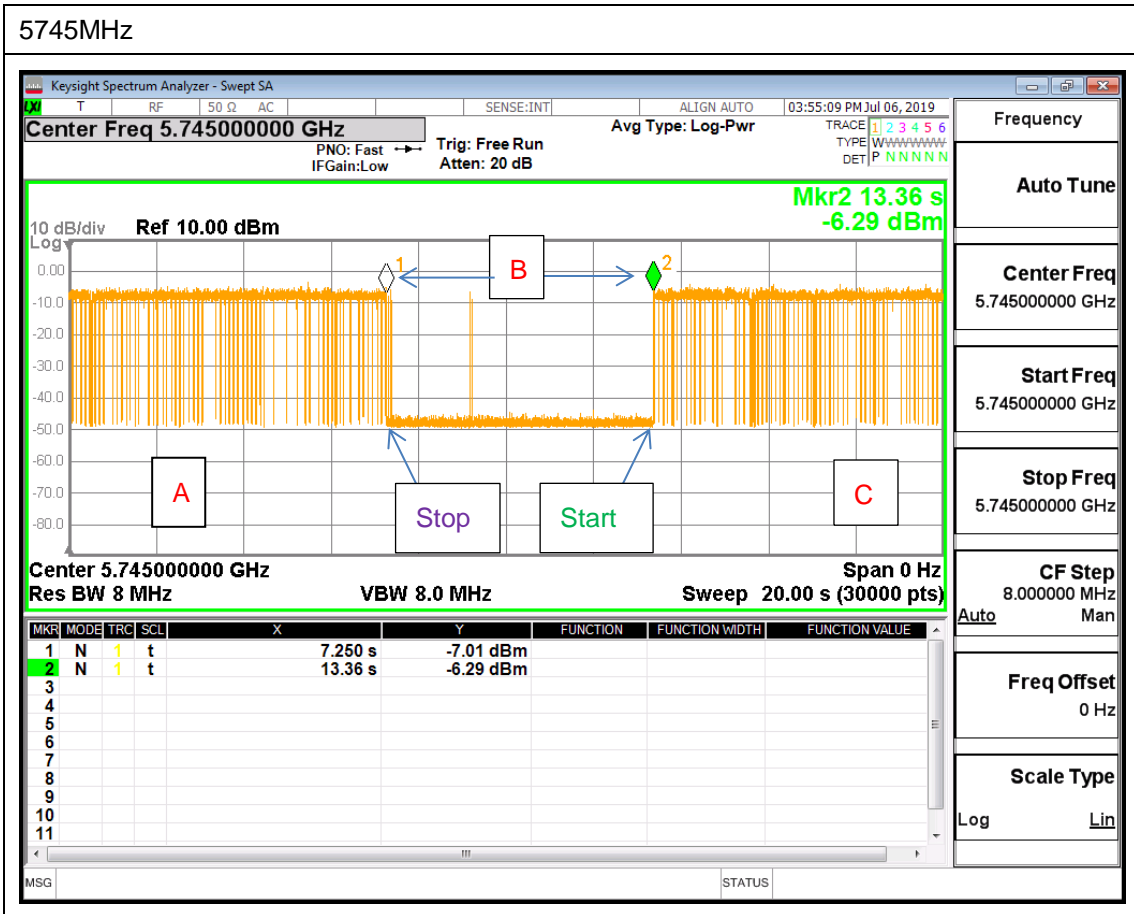 5745MHz
Keysight Spectrum Analyzer - Swept SA
LXI T RF 50 Ω AC SENSE:INT ALIGN AUTO 03:55:09 PM Jul 06, 2019
Center Freq 5.745000000 GHz
PNO: Fast
IFGain:Low
Trig: Free Run
Atten: 20 dB
Avg Type: Log-Pwr
TRACE 1 2 3 4 5 6
TYPE WWWWWWW
DET P N N N N N
Mkr2 13.36 s
-6.29 dBm
10 dB/div Ref 10.00 dBm
Log
0.00
-10.0
-20.0
-30.0
-40.0
-50.0
-60.0
-70.0
-80.0
1 B 2
A Stop Start C
Center 5.745000000 GHz Span 0 Hz
Res BW 8 MHz VBW 8.0 MHz Sweep 20.00 s (30000 pts)
MKR MODE TRC SCL X Y FUNCTION FUNCTION WIDTH FUNCTION VALUE
1 N 1 t 7.250 s -7.01 dBm
2 N 1 t 13.36 s -6.29 dBm
3
4
5
6
7
8
9
10
11
MSG STATUS
Frequency
Auto Tune
Center Freq
5.745000000 GHz
Start Freq
5.745000000 GHz
Stop Freq
5.745000000 GHz
CF Step
8.000000 MHz
Auto Man
Freq Offset
0 Hz
Scale Type
Log Lin